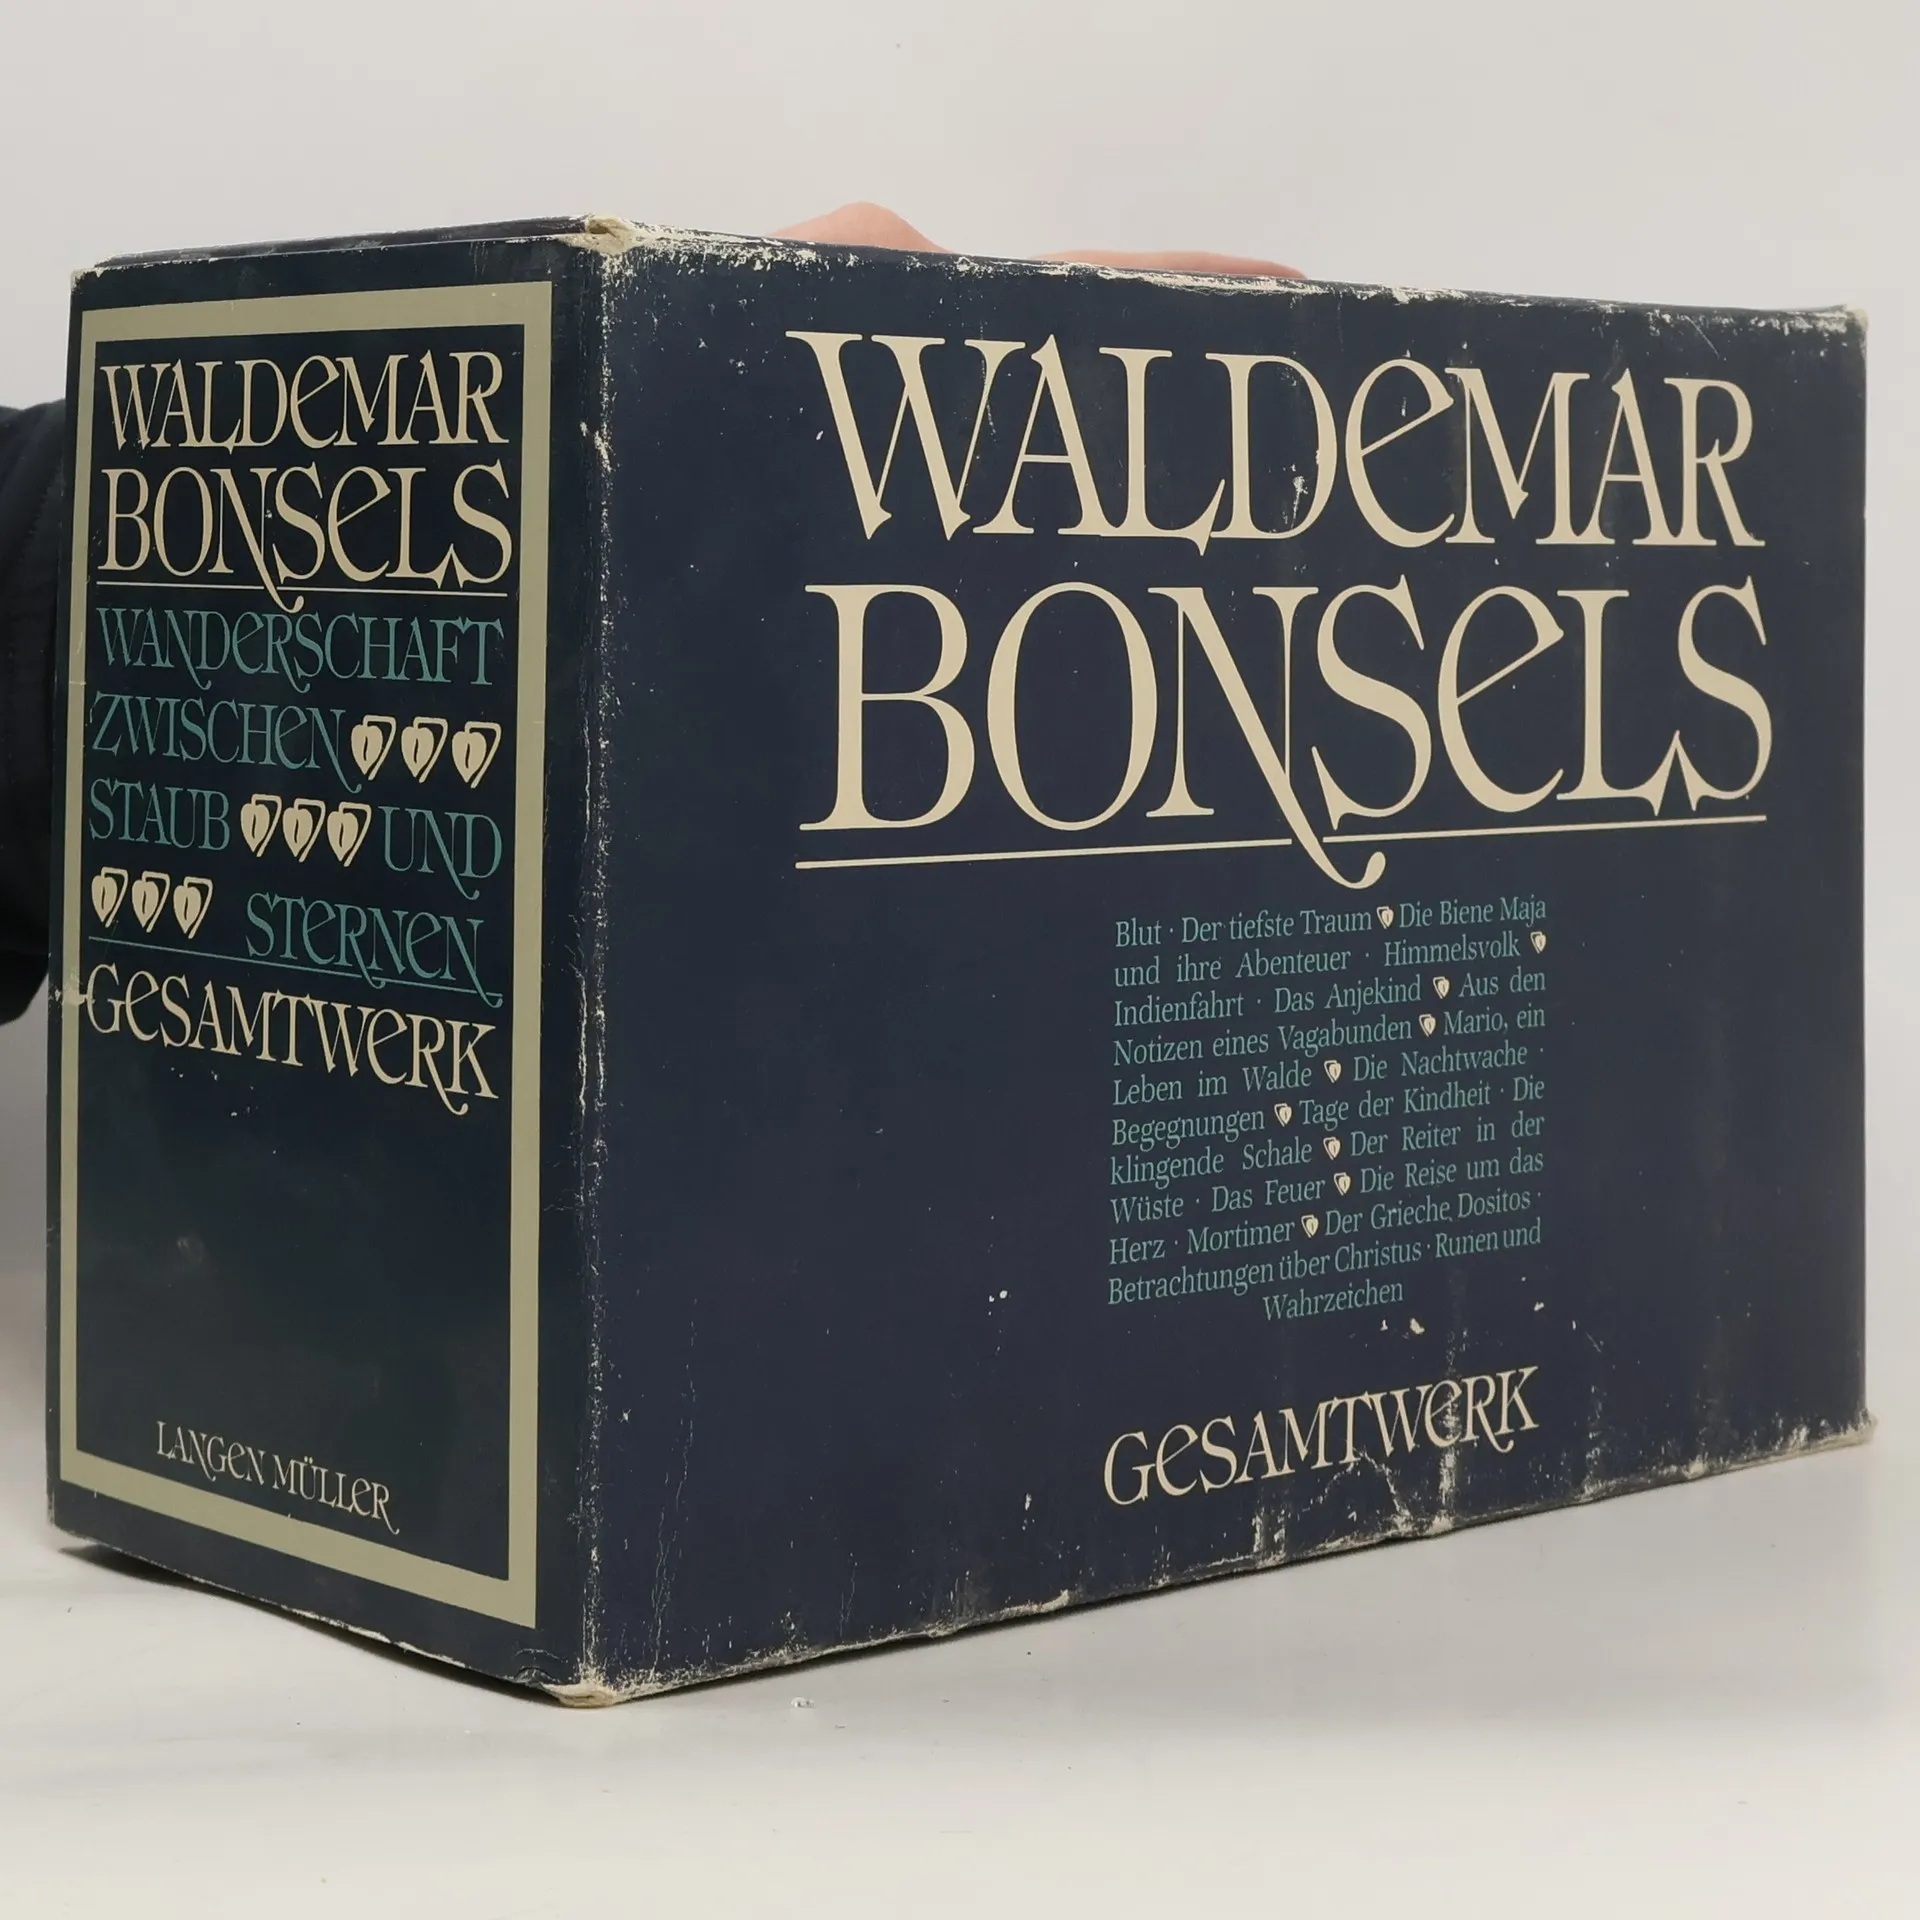 WALDEMAR
BONSELS
WANDERSCHAFT
ZWISCHEN
STAUB UND
STERNEN
GESAMTWERK
LANGEN MÜLLER
WALDEMAR
BONSELS
Blut · Der tiefste Traum Die Biene Maja
und ihre Abenteuer · Himmelsvolk
Indienfahrt · Das Anjekind Aus den
Notizen eines Vagabunden Mario, ein
Leben im Walde Die Nachtwache ·
Begegnungen Tage der Kindheit · Die
klingende Schale Der Reiter in der
Wüste · Das Feuer Die Reise um das
Herz · Mortimer Der Grieche Dositos ·
Betrachtungen über Christus · Runen und
Wahrzeichen
GESAMTWERK